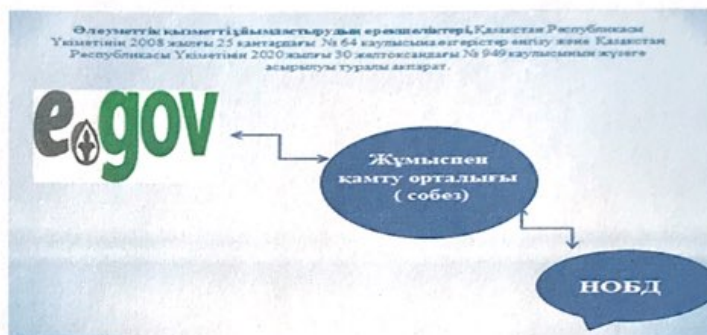 Әлеуметтік қызметті ұйымдастырудың ерекшеліктері, Қазақстан Республикасы
Үкіметінің 2008 жылғы 25 қаңтардағы № 64 қаулысына өзгерістер енгізу және Қазақстан
Республикасы Үкіметінің 2020 жылғы 30 желтоқсандағы № 949 қаулысының жүзеге
асырылуы туралы ақпарат.
egov
Жұмыспен
қамту орталығы
( собез)
НОБД